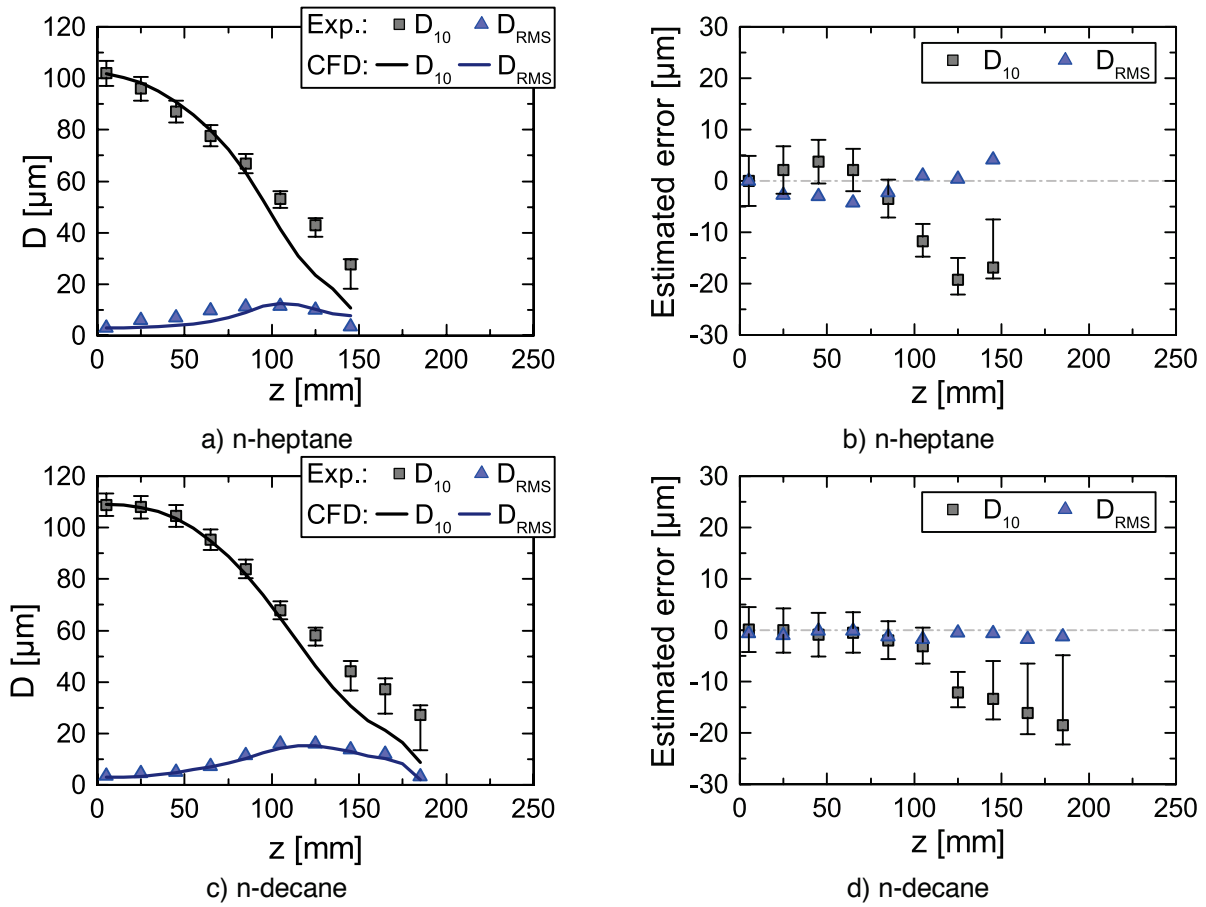 Exp.: D10 DRMS
CFD: D10 DRMS
120
100
80
60
40
20
0
D [µm]
0 50 100 150 200 250
z [mm]
a) n-heptane
D10 DRMS
30
20
10
0
-10
-20
-30
Estimated error [µm]
0 50 100 150 200 250
z [mm]
b) n-heptane
Exp.: D10 DRMS
CFD: D10 DRMS
120
100
80
60
40
20
0
D [µm]
0 50 100 150 200 250
z [mm]
c) n-decane
D10 DRMS
30
20
10
0
-10
-20
-30
Estimated error [µm]
0 50 100 150 200 250
z [mm]
d) n-decane